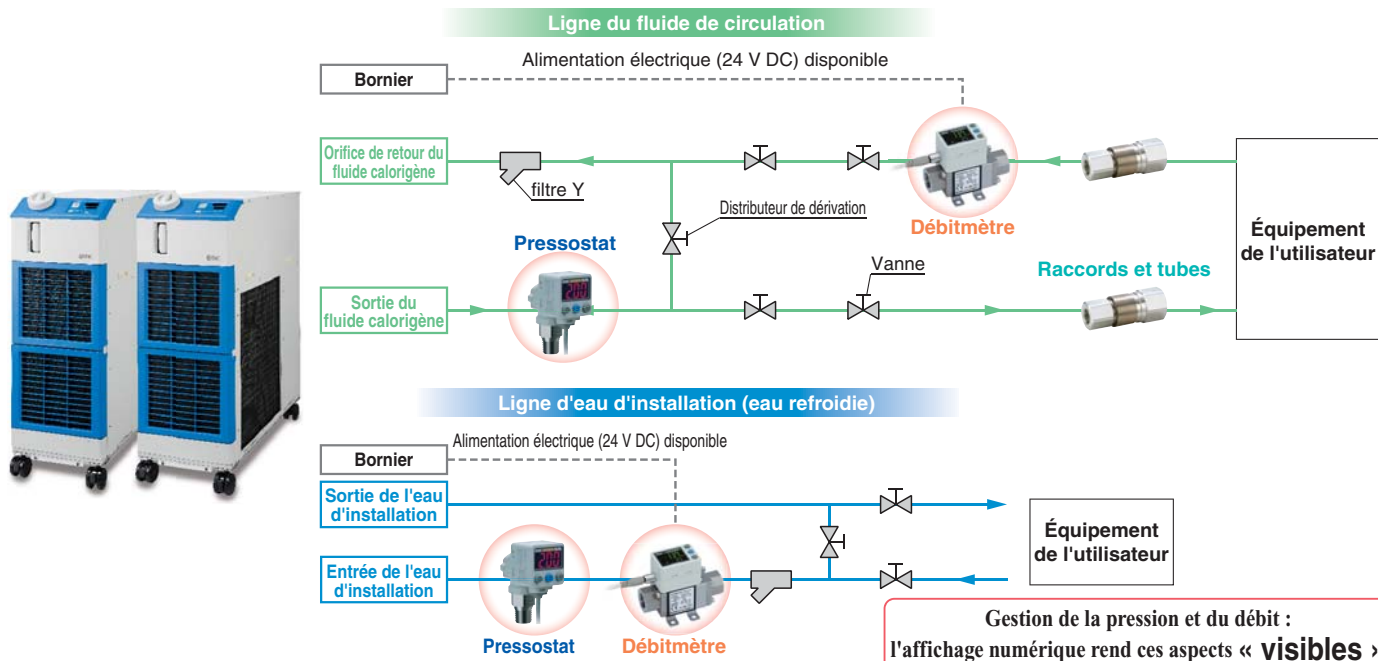 Ligne du fluide de circulation
Alimentation électrique (24 V DC) disponible
Bornier
Orifice de retour du
fluide calorigène
filtre Y
Distributeur de dérivation
Débitmètre
Équipement
de l'utilisateur
Pressostat
Vanne
Raccords et tubes
Sortie du
fluide calorigène
Ligne d'eau d'installation (eau refroidie)
Alimentation électrique (24 V DC) disponible
Bornier
Sortie de l'eau
d'installation
Équipement
de l'utilisateur
Entrée de l'eau
d'installation
Pressostat
Débitmètre
Gestion de la pression et du débit :
l'affichage numérique rend ces aspects « visibles »